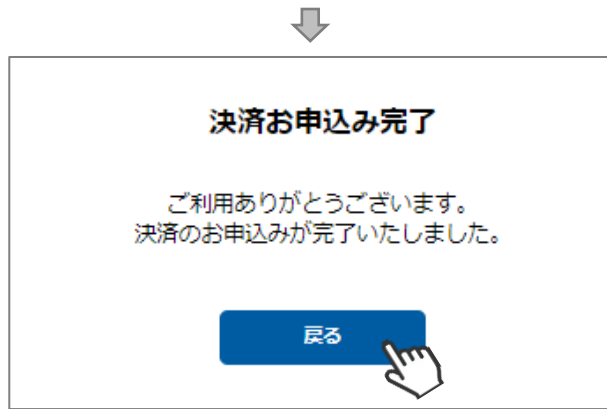 決済お申込み完了
ご利用ありがとうございます。
決済のお申込みが完了いたしました。
戻る